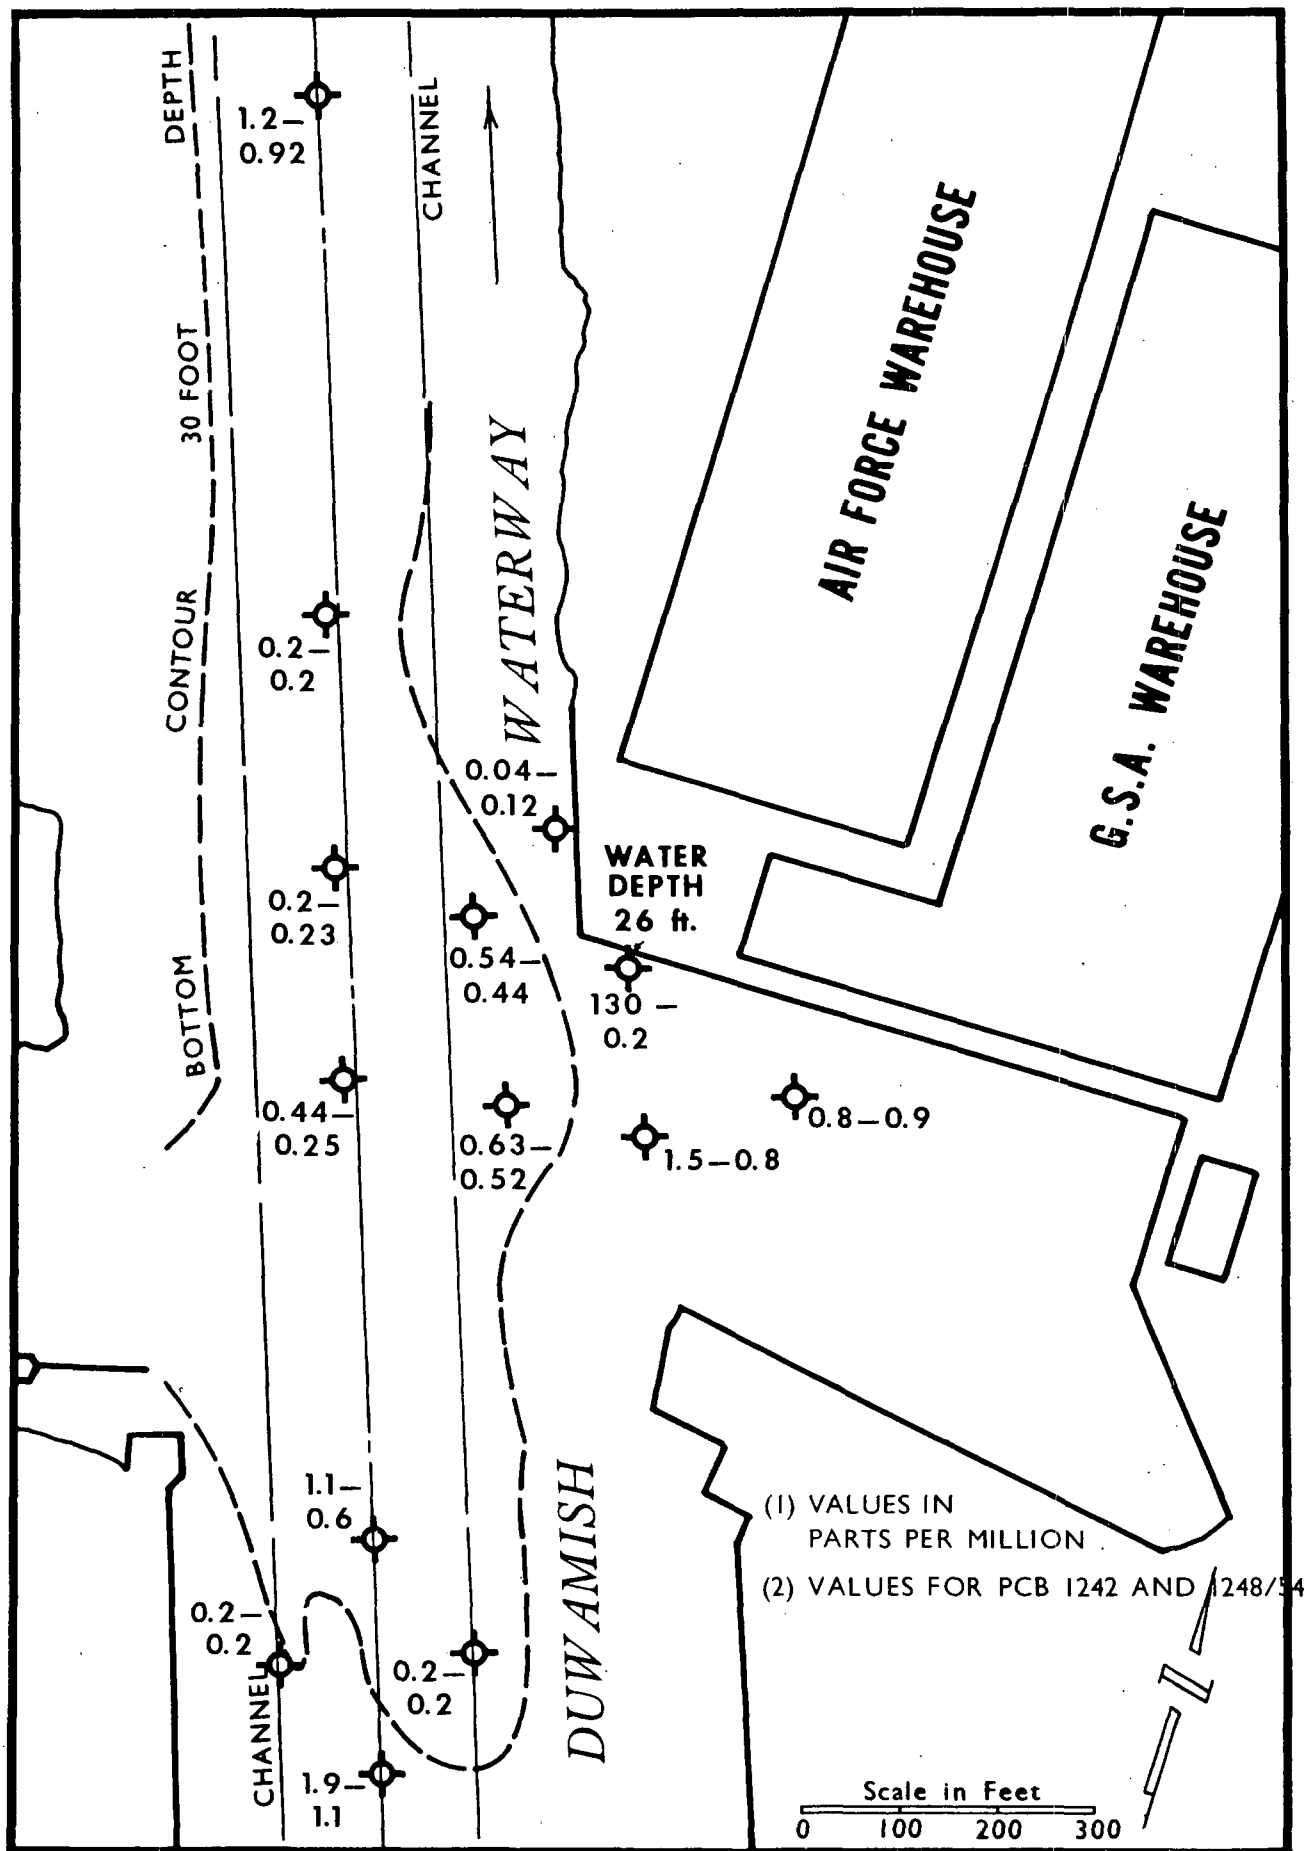 DEPTH
1.2–
0.92
CHANNEL
30 FOOT
AIR FORCE WAREHOUSE
WATERWAY
G.S.A. WAREHOUSE
CONTOUR
0.2–
0.2
0.04–
0.12
WATER
DEPTH
26 ft.
0.2–
0.23
0.54–
0.44
BOTTOM
130 –
0.2
0.44–
0.25
0.63–
0.52
0.8–0.9
1.5–0.8
1.1–
0.6
DUWAMISH
(1) VALUES IN
PARTS PER MILLION
(2) VALUES FOR PCB 1242 AND 1248/54
0.2–
0.2
0.2–
0.2
CHANNEL
1.9–
1.1
Scale in Feet
0 100 200 300